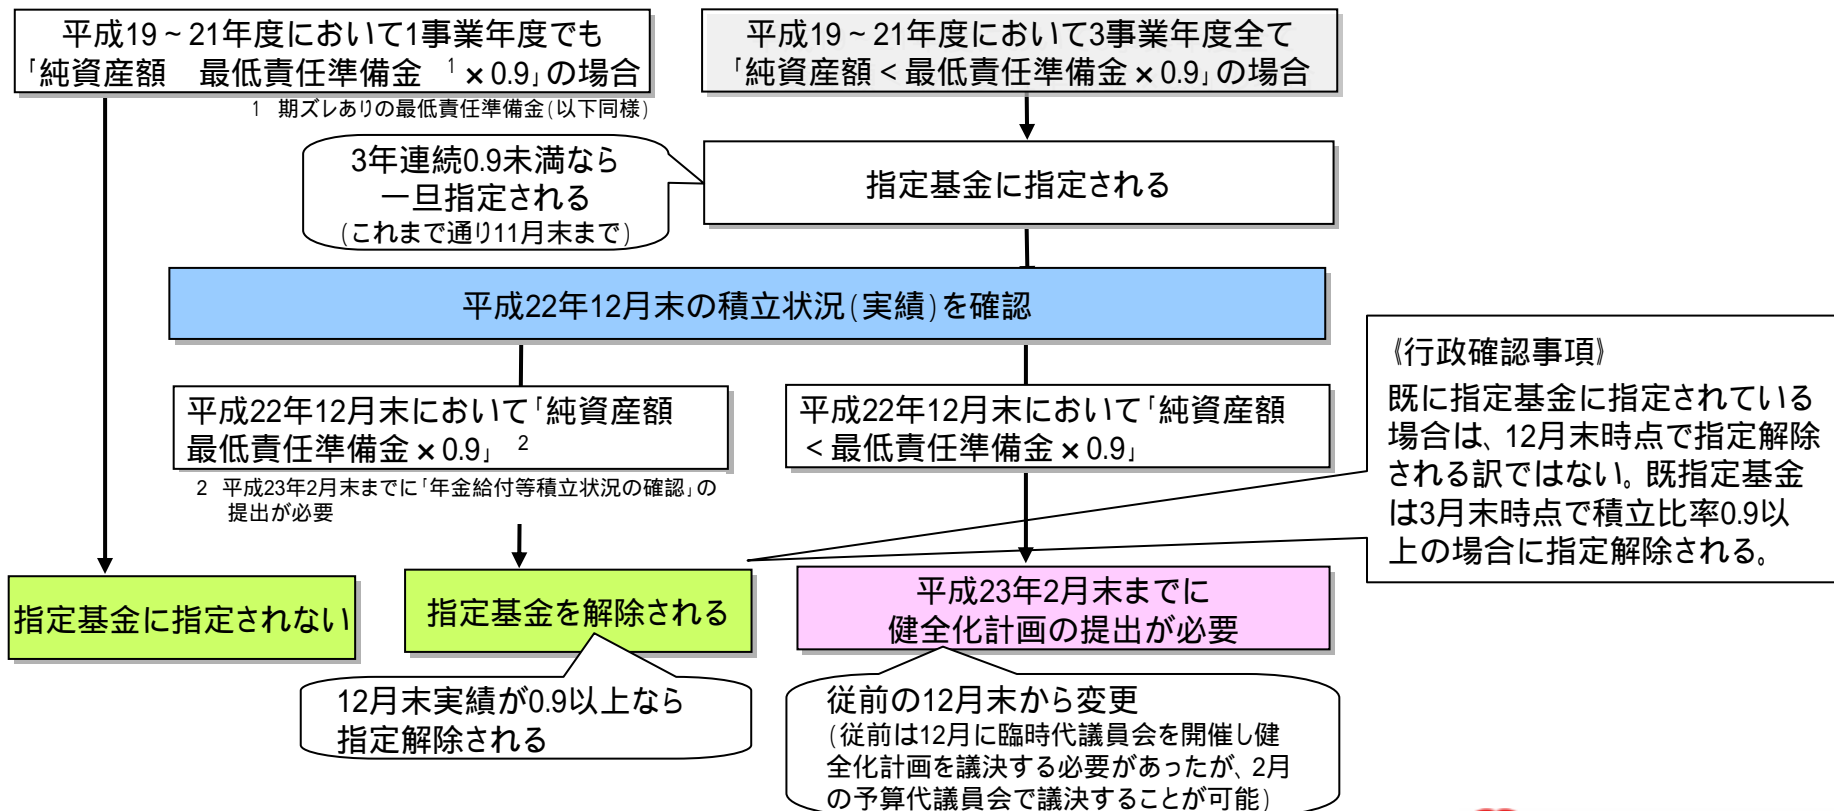 平成19~21年度において1事業年度でも
「純資産額　最低責任準備金　1×0.9」の場合
1　期ズレありの最低責任準備金(以下同様)
平成19~21年度において3事業年度全て
「純資産額<最低責任準備金×0.9」の場合
3年連続0.9未満なら
一旦指定される
(これまで通り11月末まで)
指定基金に指定される
平成22年12月末の積立状況(実績)を確認
平成22年12月末において「純資産額
最低責任準備金×0.9」　2
2　平成23年2月末までに「年金給付等積立状況の確認」の
提出が必要
平成22年12月末において「純資産額
<最低責任準備金×0.9」
《行政確認事項》
既に指定基金に指定されている
場合は、12月末時点で指定解除
される訳ではない。既指定基金
は3月末時点で積立比率0.9以
上の場合に指定解除される。
指定基金に指定されない
指定基金を解除される
平成23年2月末までに
健全化計画の提出が必要
12月末実績が0.9以上なら
指定解除される
従前の12月末から変更
(従前は12月に臨時代議員会を開催し健
全化計画を議決する必要があったが、2月
の予算代議員会で議決することが可能)